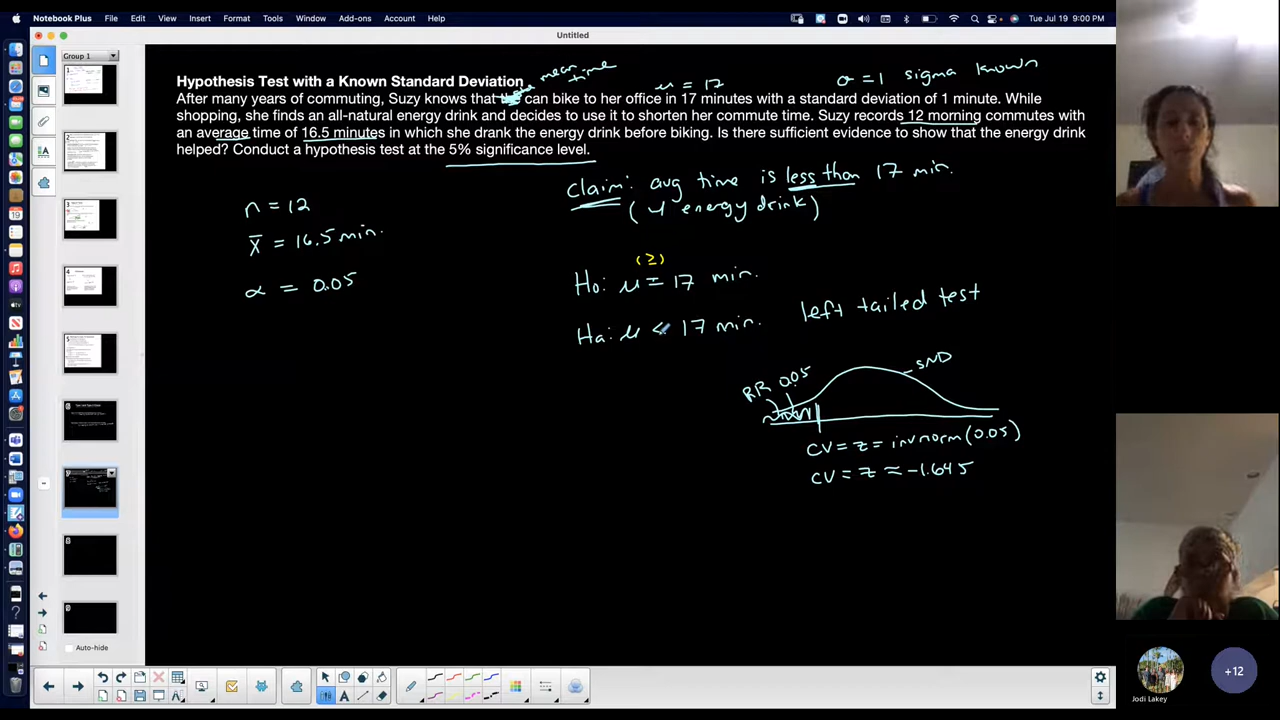 Notebook Plus File Edit View Insert Format Tools Window Add-ons Account Help
Tue Jul 19 9:00 PM
Untitled
Group 1
Hypothesis Test with a Known Standard Deviation
mean time
μ = 17
σ = 1 sigma known
After many years of commuting, Suzy knows that can bike to her office in 17 minutes with a standard deviation of 1 minute. While
shopping, she finds an all-natural energy drink and decides to use it to shorten her commute time. Suzy records 12 morning commutes with
an average time of 16.5 minutes in which she drank the energy drink before biking. Is there sufficient evidence to show that the energy drink
helped? Conduct a hypothesis test at the 5% significance level.
Claim: avg time is less than 17 min.
( energy drink)
n = 12
x̄ = 16.5 min.
α = 0.05
(≥)
Ho: μ = 17 min.
Ha: μ < 17 min.
left tailed test
RR 0.05
SND
CV = z = invnorm(0.05)
CV = z ≈ -1.645
Auto-hide
Jodi Lakey
+12